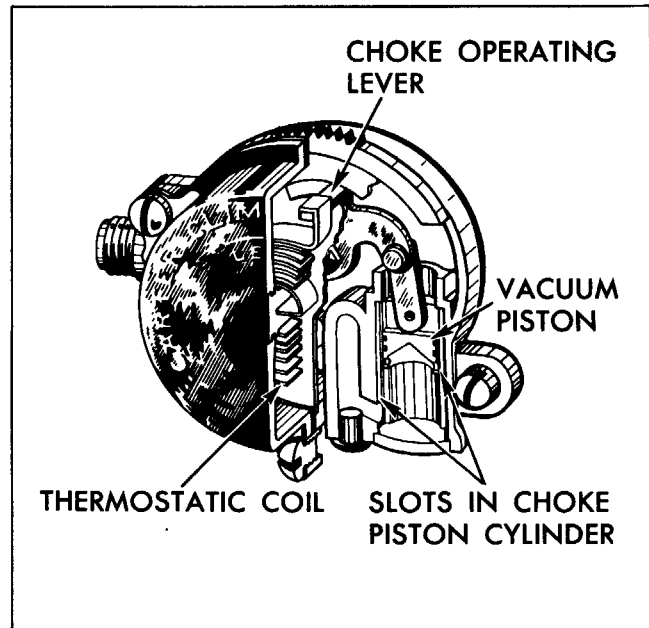 CHOKE OPERATING
LEVER
VACUUM
PISTON
THERMOSTATIC COIL
SLOTS IN CHOKE
PISTON CYLINDER